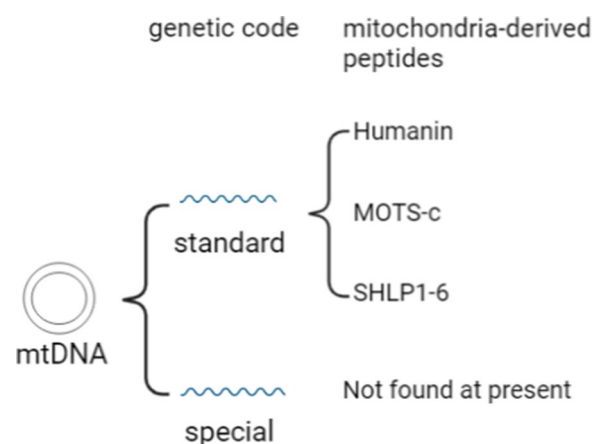 genetic code
mitochondria-derived
peptides
Humanin
MOTS-c
standard
SHLP1-6
mtDNA
Not found at present
special